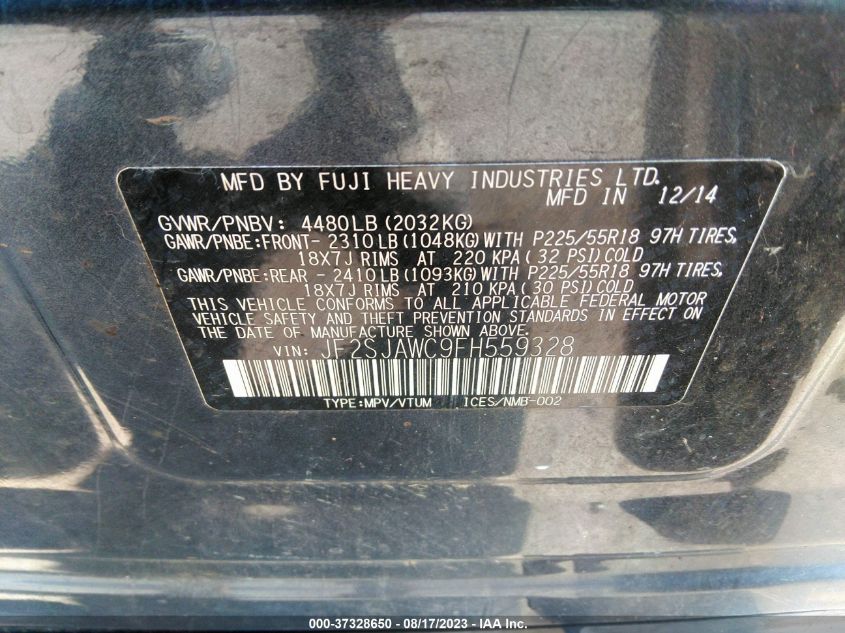 MFD BY FUJI HEAVY INDUSTRIES LTD.
MFD IN 12/14
GVWR/PNBV: 4480LB (2032KG)
GAWR/PNBE:FRONT- 2310LB (1048KG) WITH P225/55R18 97H TIRES,
18X7J RIMS AT 220 KPA ( 32 PSI) COLD
GAWR/PNBE:REAR - 2410LB (1093KG) WITH P225/55R18 97H TIRES,
18X7J RIMS AT 210 KPA ( 30 PSI) COLD
THIS VEHICLE CONFORMS TO ALL APPLICABLE FEDERAL MOTOR
VEHICLE SAFETY AND THEFT PREVENTION STANDARDS IN EFFECT ON
THE DATE OF MANUFACTURE SHOWN ABOVE.
VIN: JF2SJAWC9FH559328
TYPE:MPV/VTUM ICES/NMB-002
000-37328650 - 08/17/2023 - © IAA Inc.